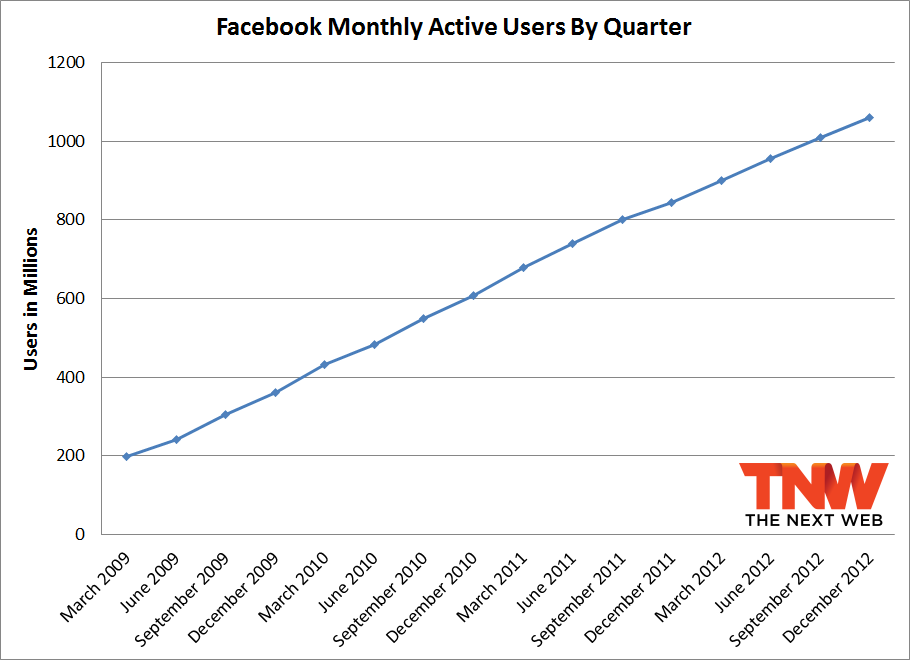 Facebook Monthly Active Users By Quarter
1200
1000
800
600
400
200
0
Users in Millions
March 2009
June 2009
September 2009
December 2009
March 2010
June 2010
September 2010
December 2010
March 2011
June 2011
September 2011
December 2011
March 2012
June 2012
September 2012
December 2012
TNW
THE NEXT WEB